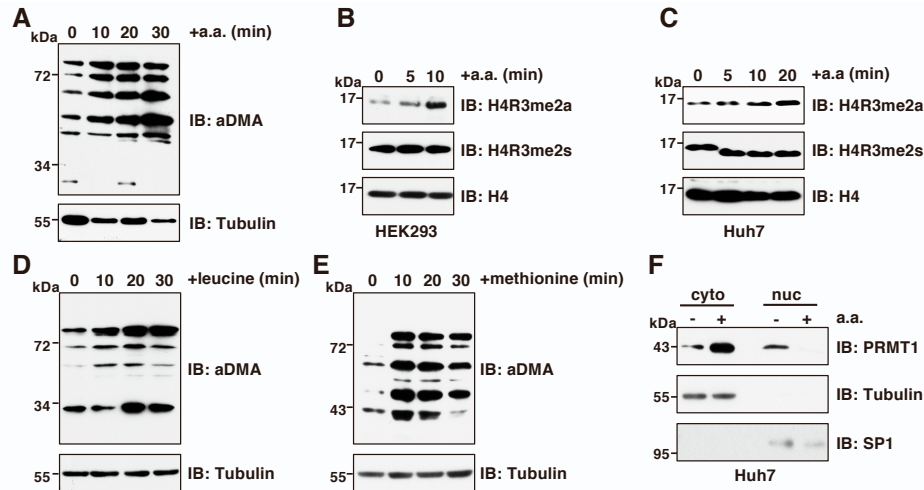 A
0 10 20 30 +a.a. (min)
kDa
72
34
IB: aDMA
55
IB: Tubulin
B
0 5 10 +a.a. (min)
kDa
17
IB: H4R3me2a
17
IB: H4R3me2s
17
IB: H4
HEK293
C
0 5 10 20 +a.a (min)
kDa
17
IB: H4R3me2a
17
IB: H4R3me2s
17
IB: H4
Huh7
D
0 10 20 30 +leucine (min)
kDa
72
34
IB: aDMA
55
IB: Tubulin
E
0 10 20 30 +methionine (min)
kDa
72
43
IB: aDMA
55
IB: Tubulin
F
cyto nuc
- + - + a.a.
kDa
43
IB: PRMT1
55
IB: Tubulin
95
IB: SP1
Huh7